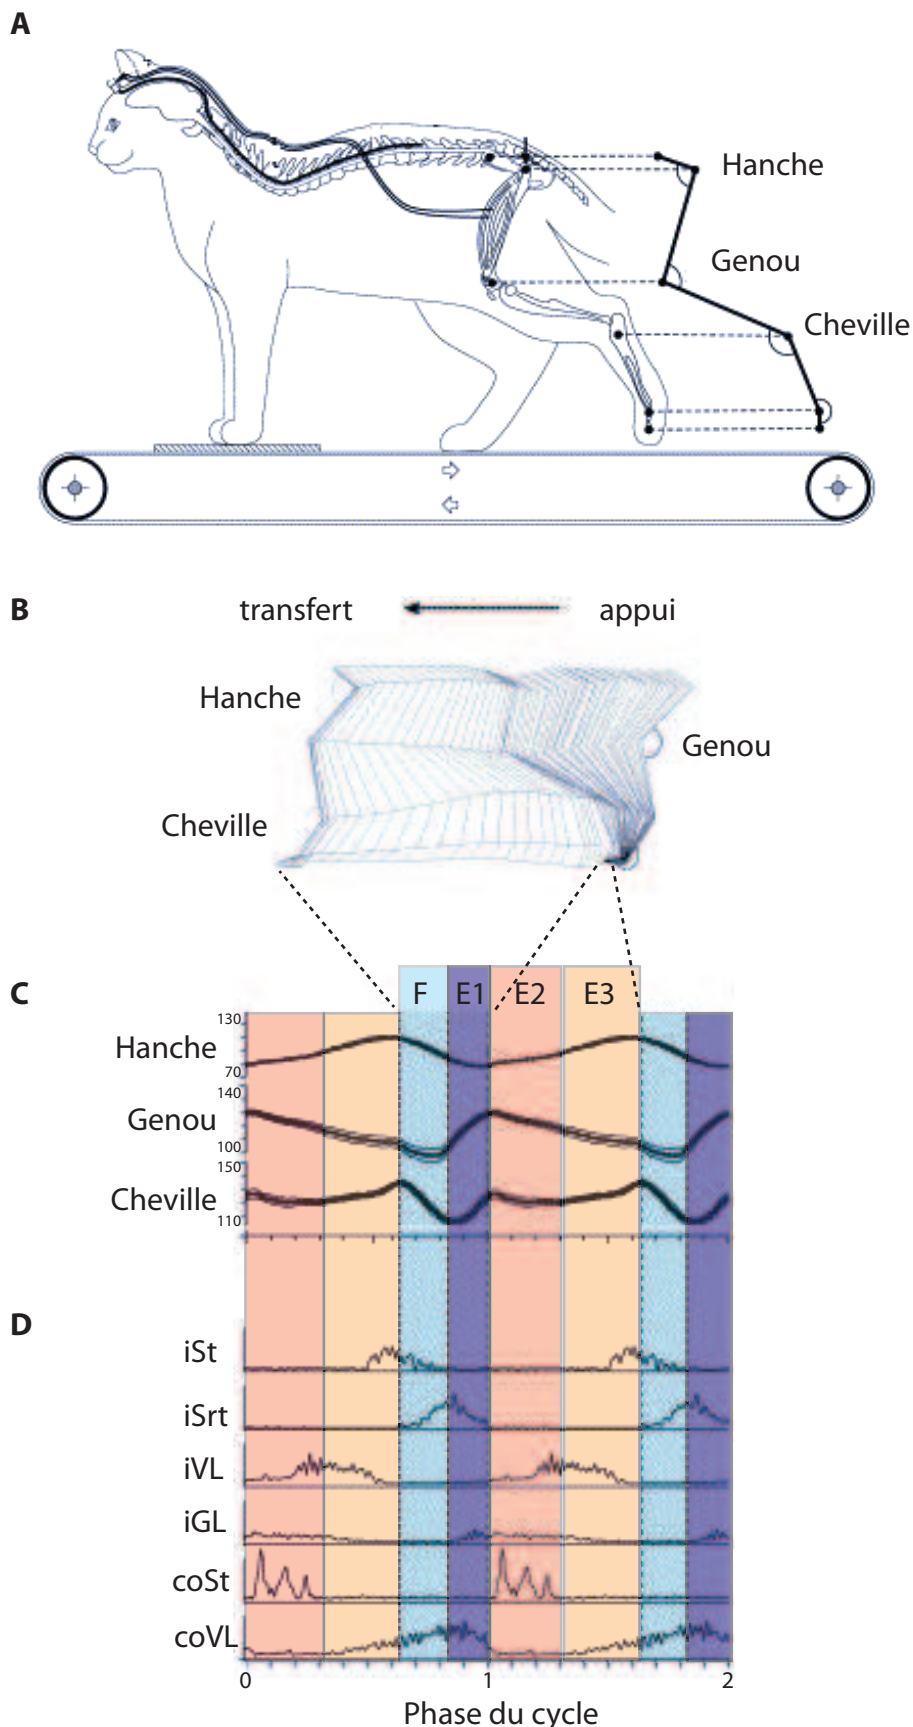 A
Hanche
Genou
Cheville
B
transfert
appui
Hanche
Genou
Cheville
C
F
E1
E2
E3
130
Hanche
70
140
Genou
100
150
Cheville
110
D
iSt
iSrt
iVL
iGL
coSt
coVL
0
1
2
Phase du cycle